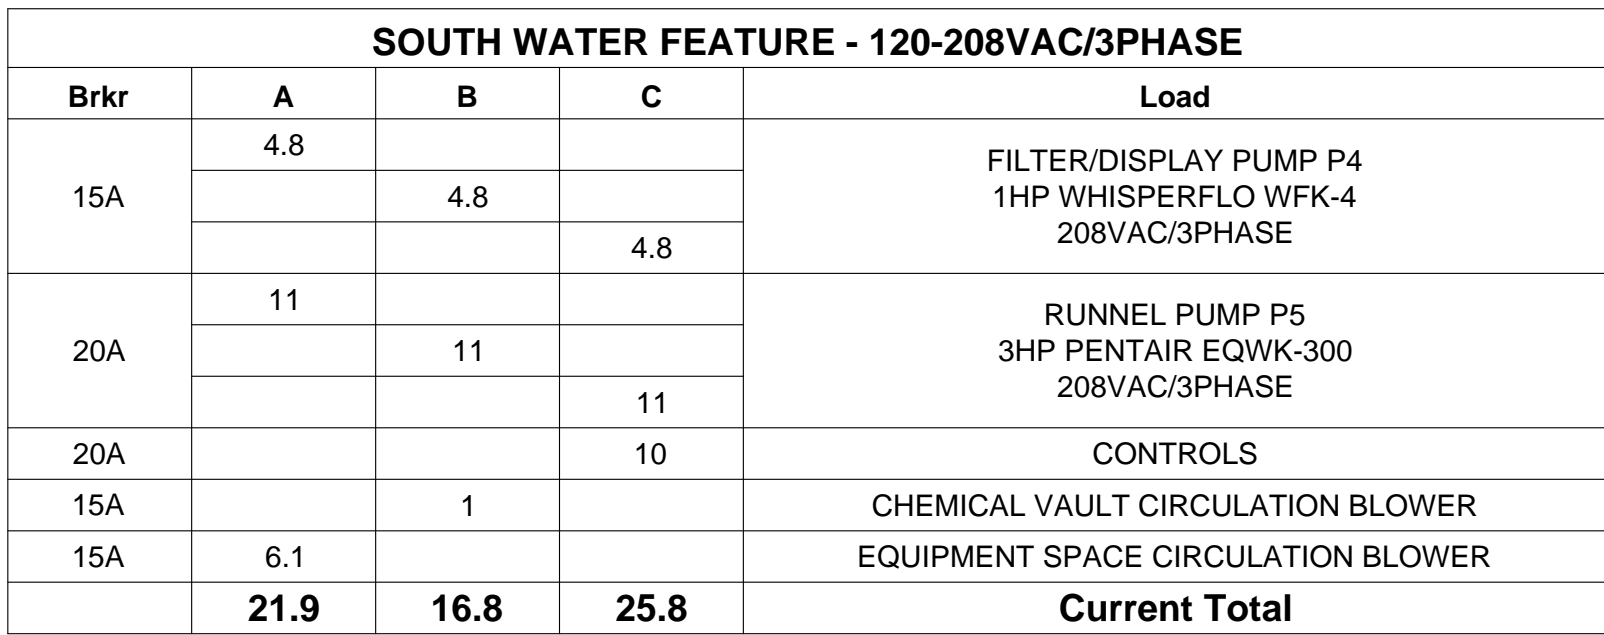 SOUTH WATER FEATURE - 120-208VAC/3PHASE
Brkr A B C Load
15A
4.8
4.8
4.8
FILTER/DISPLAY PUMP P4
1HP WHISPERFLO WFK-4
208VAC/3PHASE
20A
11
11
11
RUNNEL PUMP P5
3HP PENTAIR EQWK-300
208VAC/3PHASE
20A 10 CONTROLS
15A 1 CHEMICAL VAULT CIRCULATION BLOWER
15A 6.1 EQUIPMENT SPACE CIRCULATION BLOWER
21.9 16.8 25.8 Current Total